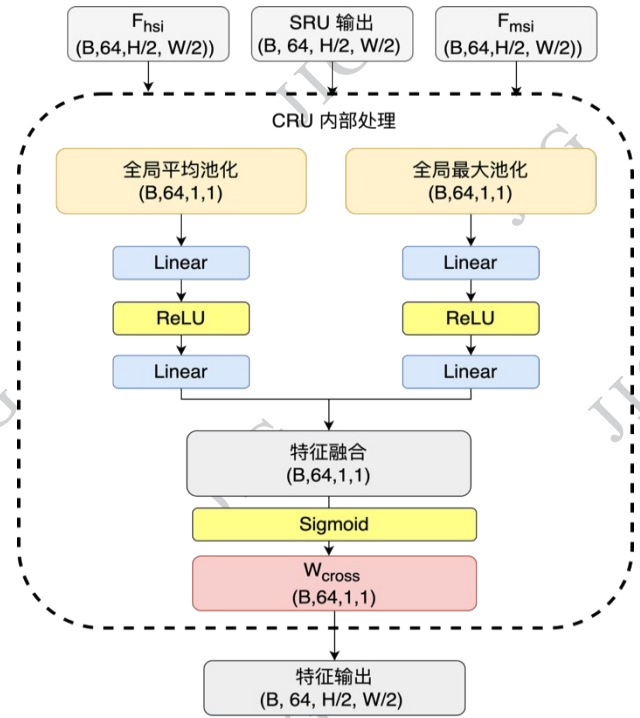 F_hsi
(B,64,H/2, W/2))
SRU 输出
(B, 64, H/2, W/2)
F_msi
(B,64,H/2, W/2))
CRU 内部处理
全局平均池化
(B,64,1,1)
全局最大池化
(B,64,1,1)
Linear
Linear
ReLU
ReLU
Linear
Linear
特征融合
(B,64,1,1)
Sigmoid
W_cross
(B,64,1,1)
特征输出
(B, 64, H/2, W/2)